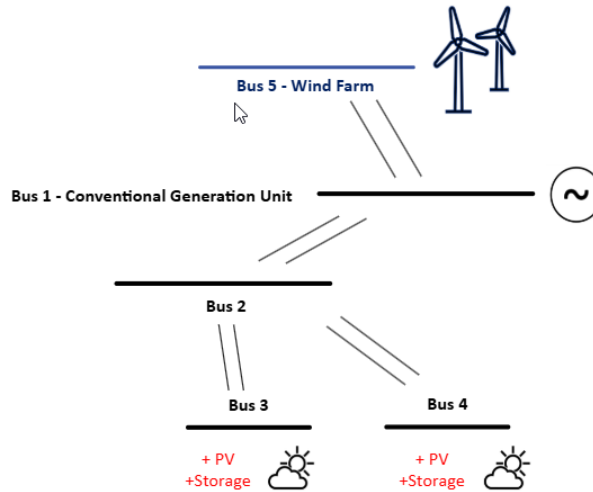 Bus 5 - Wind Farm
Bus 1 - Conventional Generation Unit
~
Bus 2
Bus 3
Bus 4
+ PV
+Storage
+ PV
+Storage